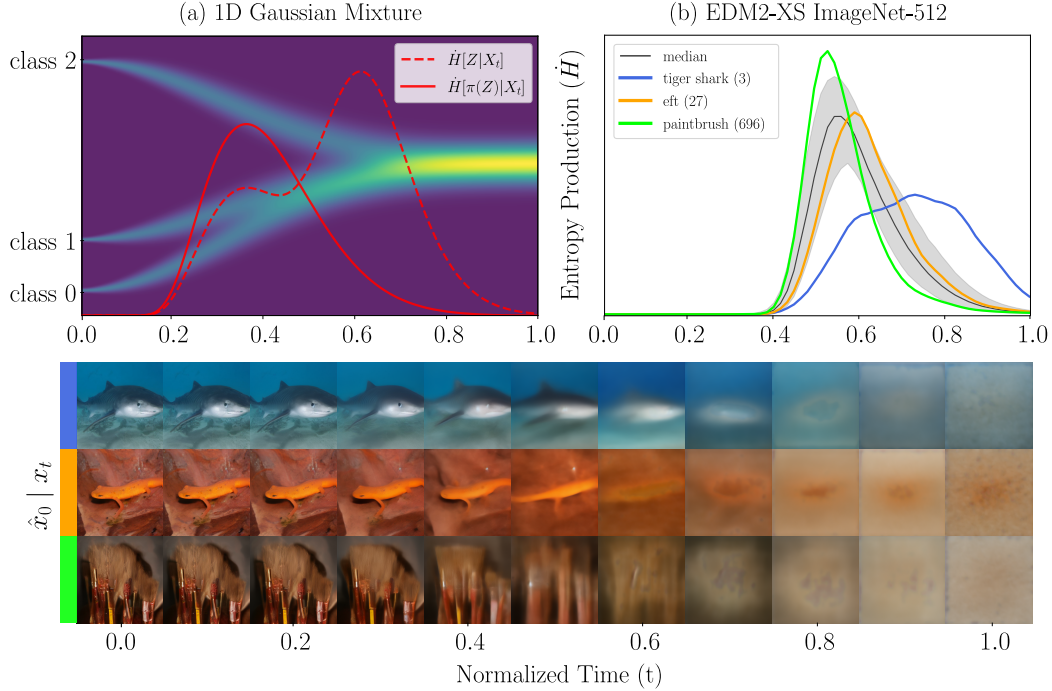 (a) 1D Gaussian Mixture
class 2
class 1
class 0
Ḣ[Z|X_t]
Ḣ[π(Z)|X_t]
0.0 0.2 0.4 0.6 0.8 1.0
(b) EDM2-XS ImageNet-512
Entropy Production (Ḣ)
median
tiger shark (3)
eft (27)
paintbrush (696)
0.0 0.2 0.4 0.6 0.8 1.0
x̂_0 | x_t
0.0 0.2 0.4 0.6 0.8 1.0
Normalized Time (t)